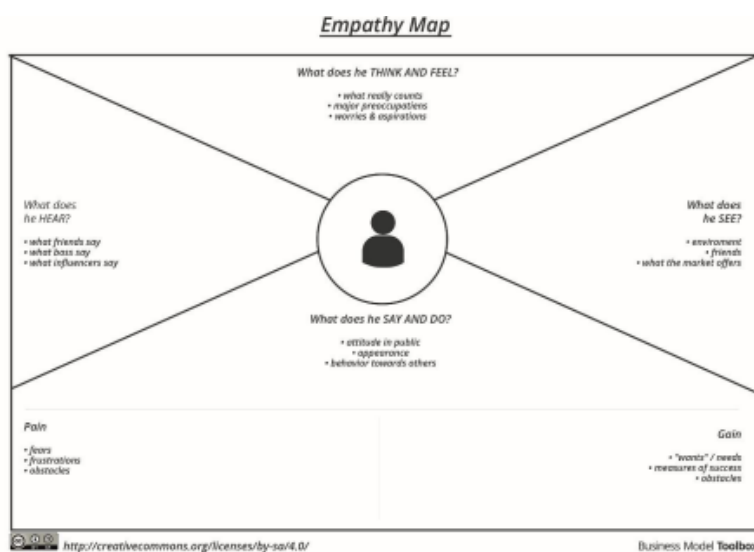 Empathy Map
What does he THINK AND FEEL?
• what really counts
• major preoccupations
• worries & aspirations
What does
he HEAR?
• what friends say
• what boss say
• what influencers say
What does
he SEE?
• enviroment
• friends
• what the market offers
What does he SAY AND DO?
• attitude in public
• appearance
• behavior towards others
Pain
• fears
• frustrations
• obstacles
Gain
• "wants" / needs
• measures of success
• obstacles
http://creativecommons.org/licenses/by-sa/4.0/
Business Model Toolbo